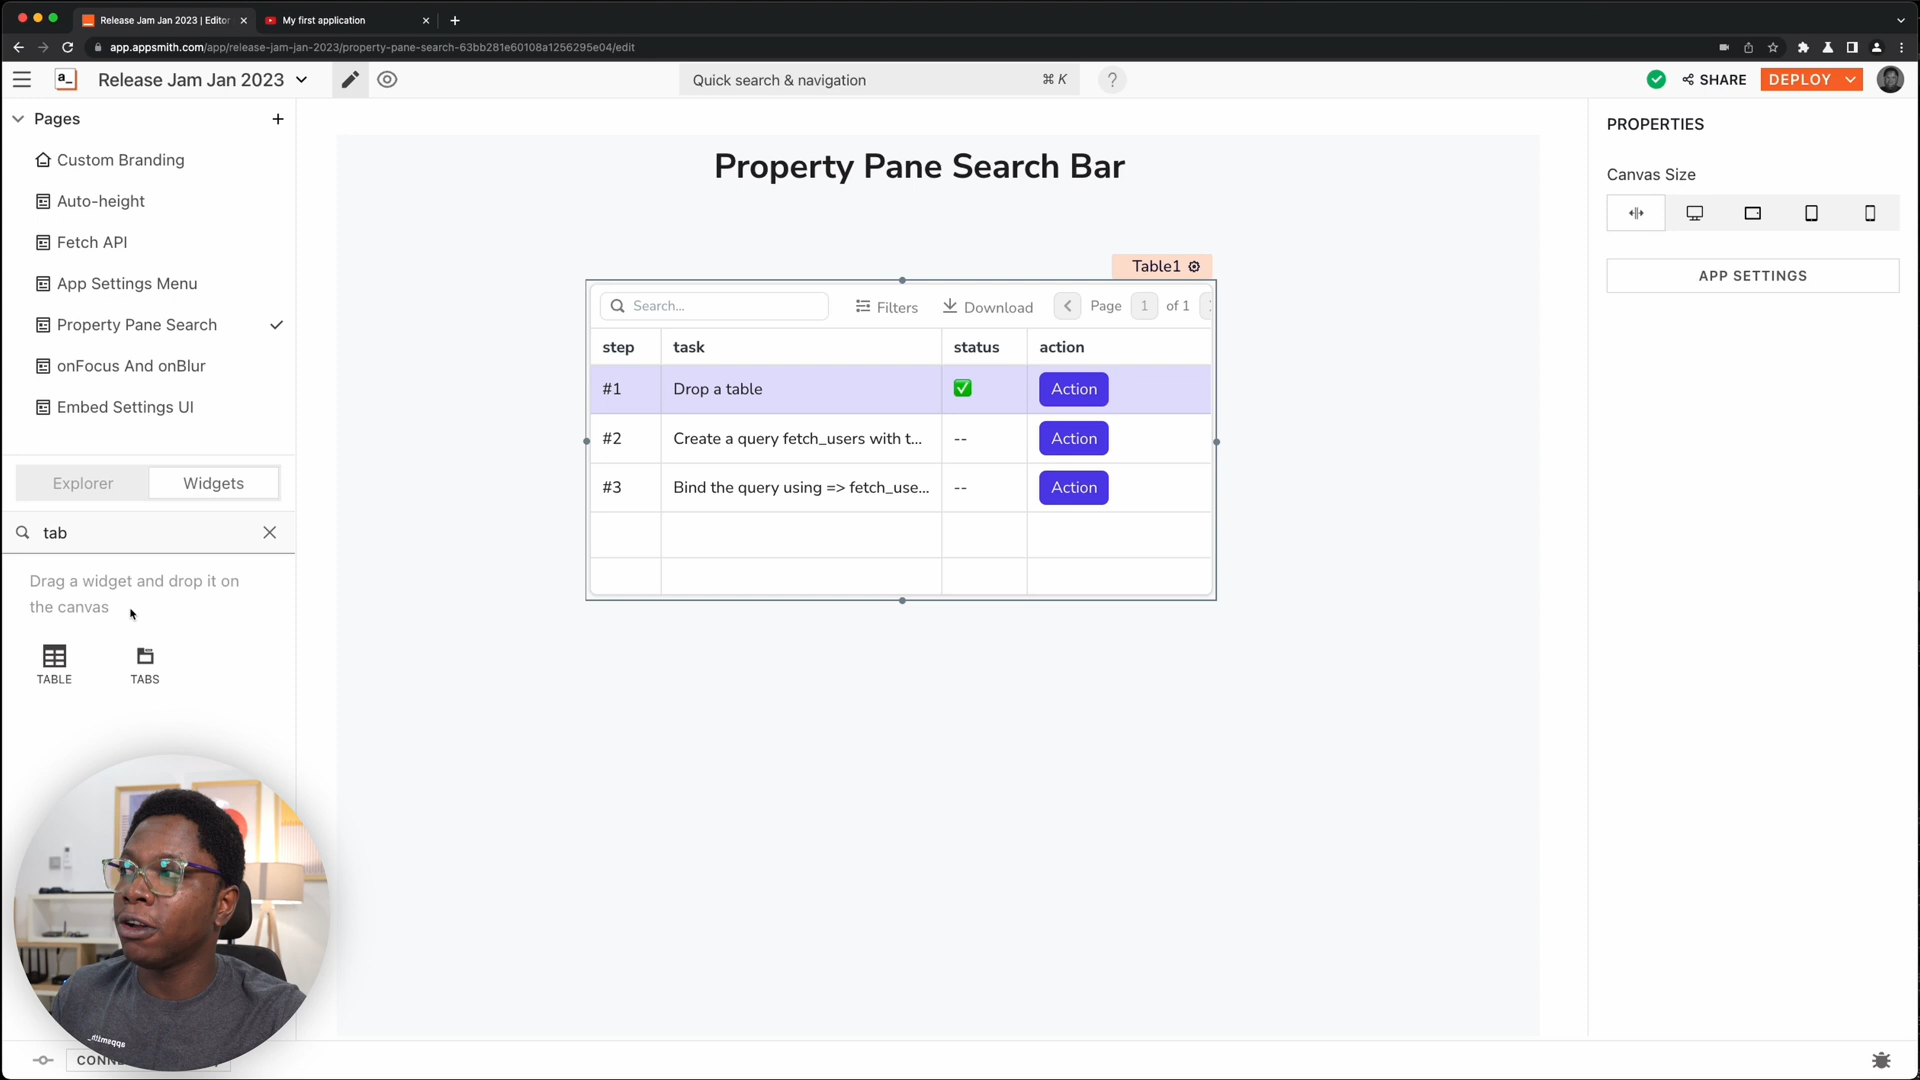 Release Jam Jan 2023 | Editor
My first application
app.appsmith.com/app/release-jam-jan-2023/property-pane-search-63bb281e60108a1256295e04/edit
a_
Release Jam Jan 2023
Quick search & navigation
⌘ K
?
SHARE
DEPLOY
Pages
Custom Branding
Auto-height
Fetch API
App Settings Menu
Property Pane Search
onFocus And onBlur
Embed Settings UI
Explorer
Widgets
tab
Drag a widget and drop it on
the canvas
TABLE
TABS
Property Pane Search Bar
Table1
Search...
Filters
Download
Page
1
of 1
step
task
status
action
#1
Drop a table
✅
Action
#2
Create a query fetch_users with t...
--
Action
#3
Bind the query using => fetch_use...
--
Action
PROPERTIES
Canvas Size
APP SETTINGS